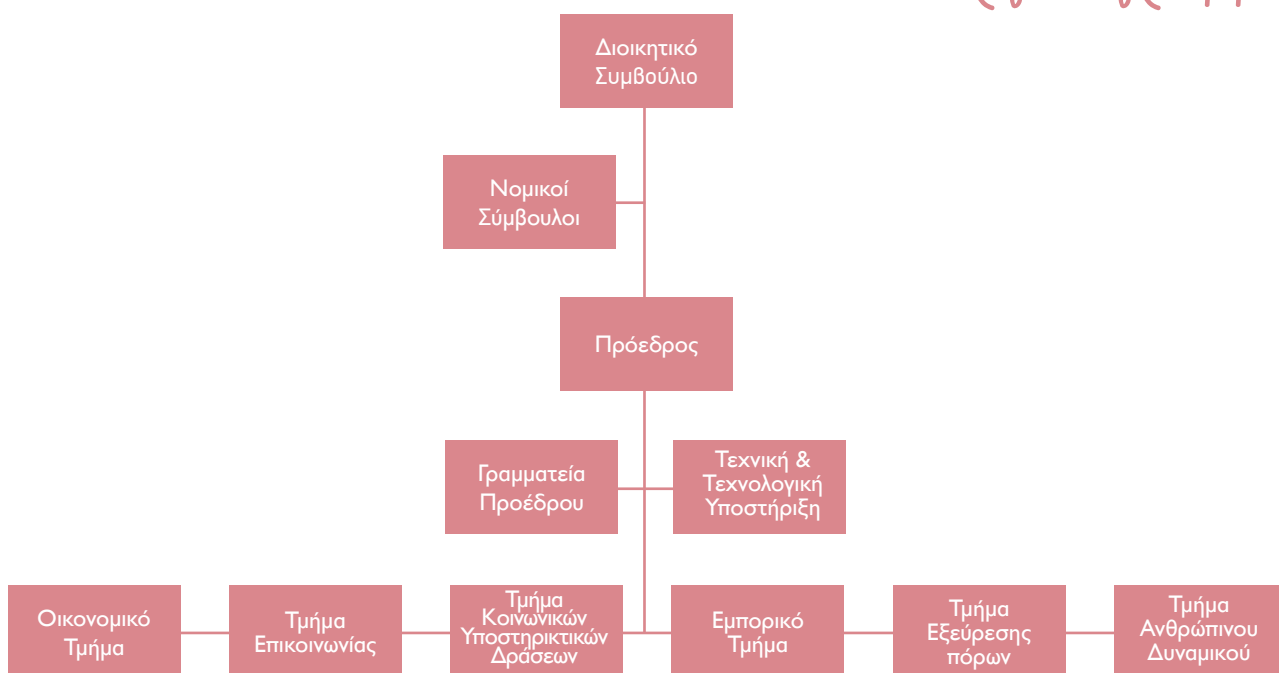 Διοικητικό
Συμβούλιο
Νομικοί
Σύμβουλοι
Πρόεδρος
Γραμματεία
Προέδρου
Τεχνική &
Τεχνολογική
Υποστήριξη
Οικονομικό
Τμήμα
Τμήμα
Επικοινωνίας
Τμήμα
Κοινωνικών
Υποστηρικτικών
Δράσεων
Εμπορικό
Τμήμα
Τμήμα
Εξεύρεσης
πόρων
Τμήμα
Ανθρώπινου
Δυναμικού